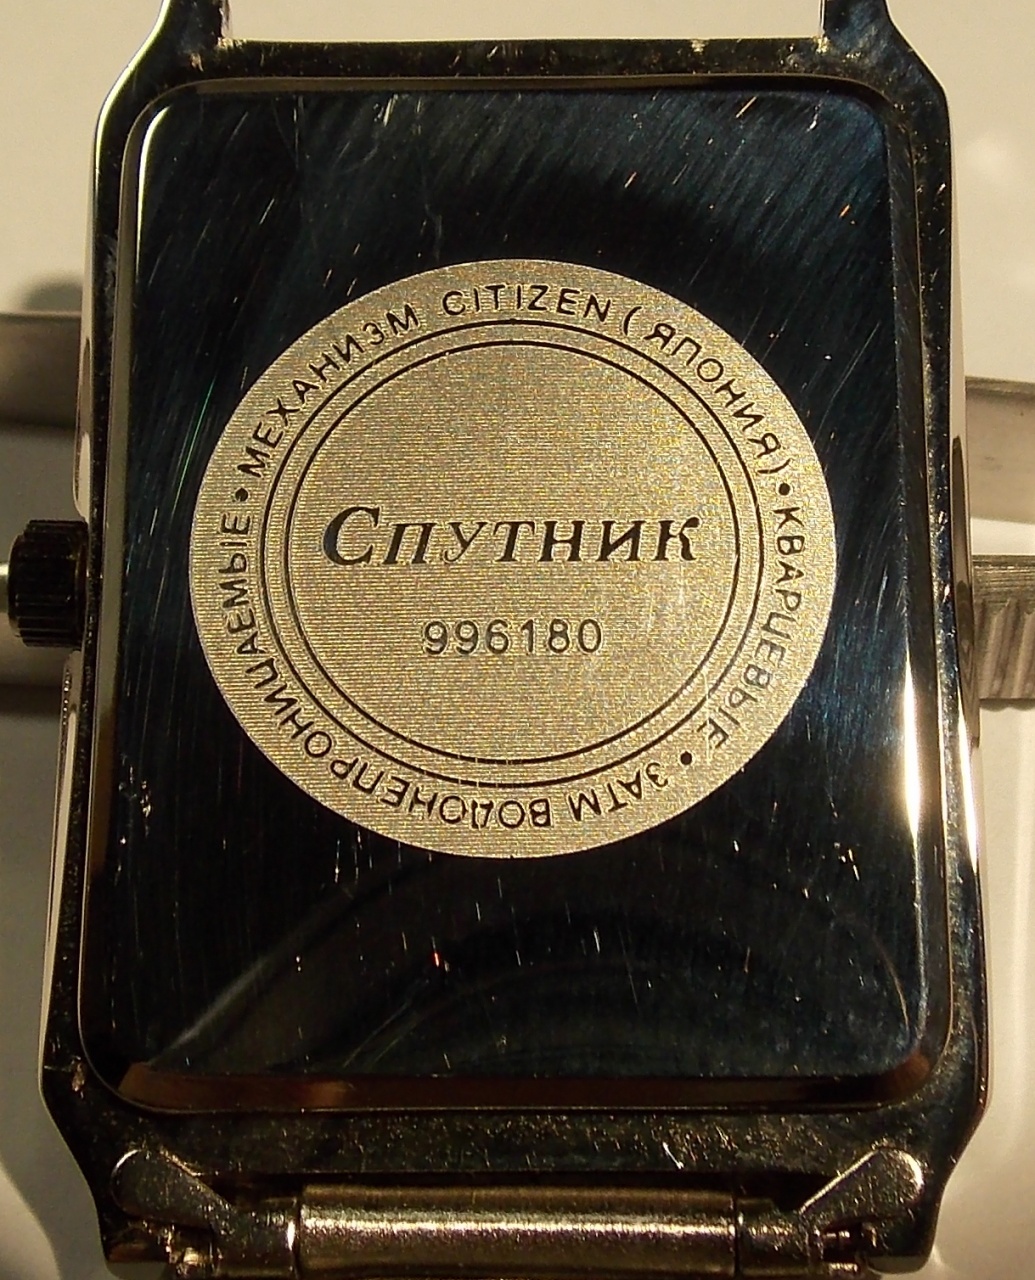 • МЕХАНИЗМ CITIZEN (ЯПОНИЯ) • КВАРЦЕВЫЕ • 3АТМ ВОДОНЕПРОНИЦАЕМЫЕ
Спутник
996180